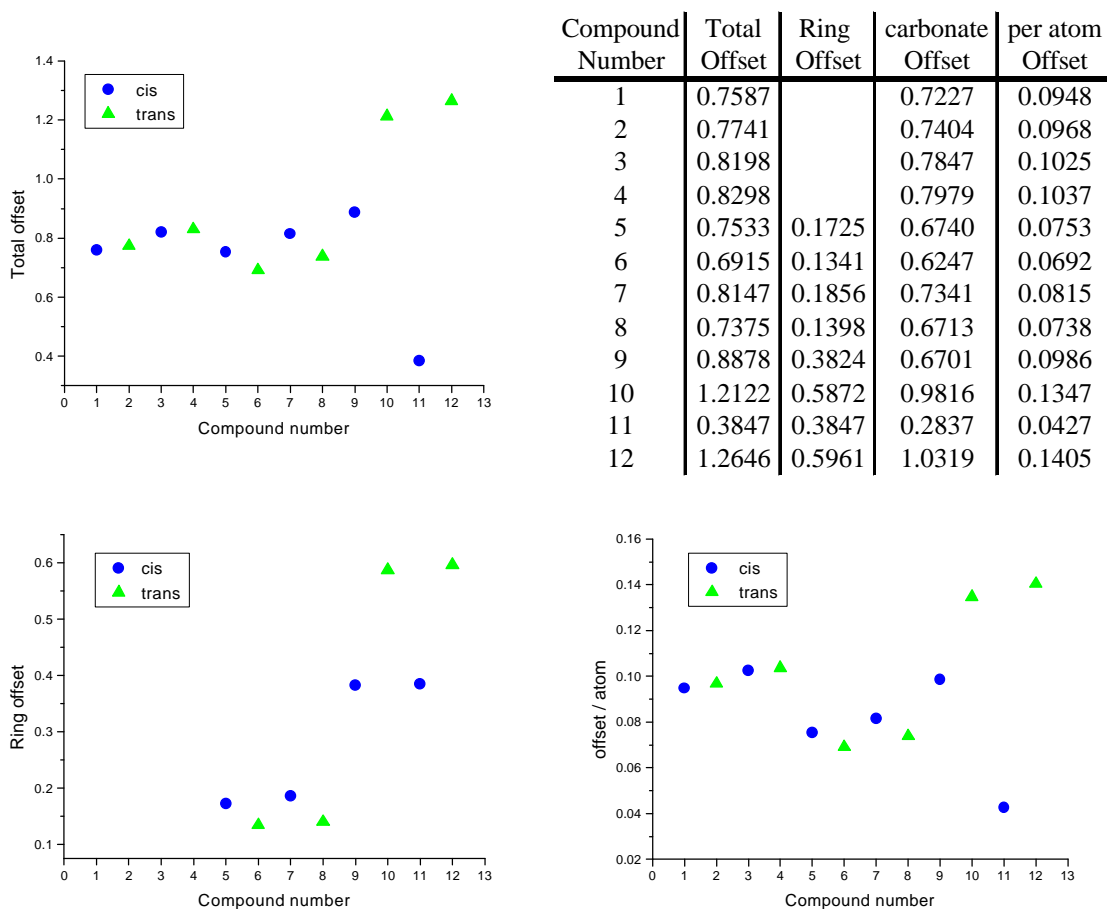 1.4
1.2
1.0
0.8
0.6
0.4
Total offset
cis
trans
0 1 2 3 4 5 6 7 8 9 10 11 12 13
Compound number
Compound Total Ring carbonate per atom
Number Offset Offset Offset Offset
1 0.7587 0.7227 0.0948
2 0.7741 0.7404 0.0968
3 0.8198 0.7847 0.1025
4 0.8298 0.7979 0.1037
5 0.7533 0.1725 0.6740 0.0753
6 0.6915 0.1341 0.6247 0.0692
7 0.8147 0.1856 0.7341 0.0815
8 0.7375 0.1398 0.6713 0.0738
9 0.8878 0.3824 0.6701 0.0986
10 1.2122 0.5872 0.9816 0.1347
11 0.3847 0.3847 0.2837 0.0427
12 1.2646 0.5961 1.0319 0.1405
0.6
0.5
0.4
0.3
0.2
0.1
Ring offset
cis
trans
0 1 2 3 4 5 6 7 8 9 10 11 12 13
Compound number
0.16
0.14
0.12
0.10
0.08
0.06
0.04
0.02
offset / atom
cis
trans
0 1 2 3 4 5 6 7 8 9 10 11 12 13
Compound number